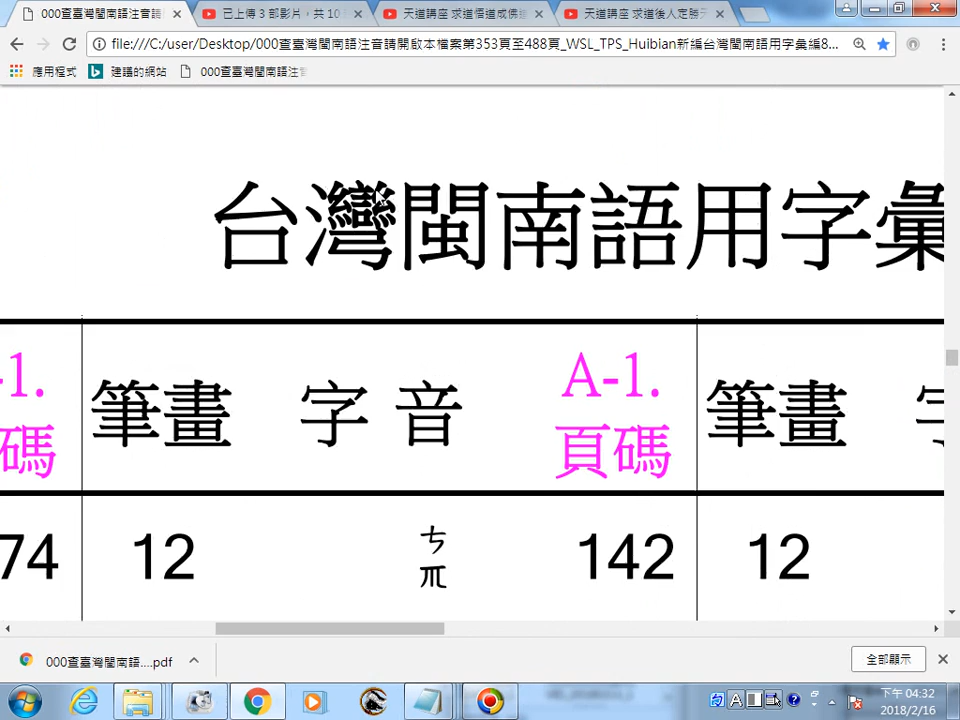 000查臺灣閩南語注音請
已上傳 3 部影片，共 10
天道講座 求道悟道成佛
天道講座 求道後人定勝
file:///C:/user/Desktop/000查臺灣閩南語注音請開啟本檔案第353頁至488頁_WSL_TPS_Huibian新編台灣閩南語用字彙編8...
應用程式
建議的網站
000查臺灣閩南語注音
台灣閩南語用字彙
-1. 碼
筆畫 字 音 A-1. 頁碼 筆畫
74 12 ㄘ 142 12
000查臺灣閩南語....pdf
全部顯示
下午 04:32
2018/2/16